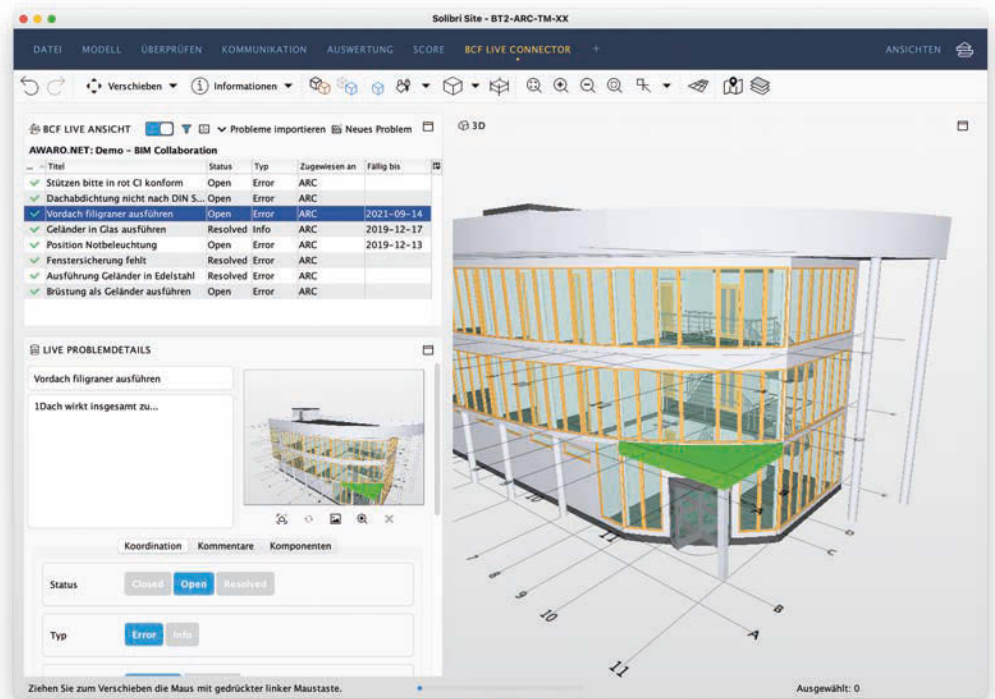 Solibri Site - BT2-ARC-TM-XX
DATEI MODELL ÜBERPRÜFEN KOMMUNIKATION AUSWERTUNG SCORE BCF LIVE CONNECTOR + ANSICHTEN
Verschieben Informationen
BCF LIVE ANSICHT Probleme importieren Neues Problem
3D
AWARO.NET: Demo – BIM Collaboration
... Titel Status Typ Zugewiesen an Fällig bis
Stützen bitte in rot CI konform Open Error ARC
Dachabdichtung nicht nach DIN S... Open Error ARC
Vordach filigraner ausführen Open Error ARC 2021-09-14
Geländer in Glas ausführen Resolved Info ARC 2019-12-17
Position Notbeleuchtung Open Error ARC 2019-12-13
Fenstersicherung fehlt Resolved Error ARC
Ausführung Geländer in Edelstahl Resolved Error ARC
Brüstung als Geländer ausführen Open Error ARC
LIVE PROBLEMDETAILS
Vordach filigraner ausführen
1Dach wirkt insgesamt zu...
Koordination Kommentare Komponenten
Status Closed Open Resolved
Typ Error Info
7
8
9
10
11
A
B
C
Ziehen Sie zum Verschieben die Maus mit gedrückter linker Maustaste.
Ausgewählt: 0